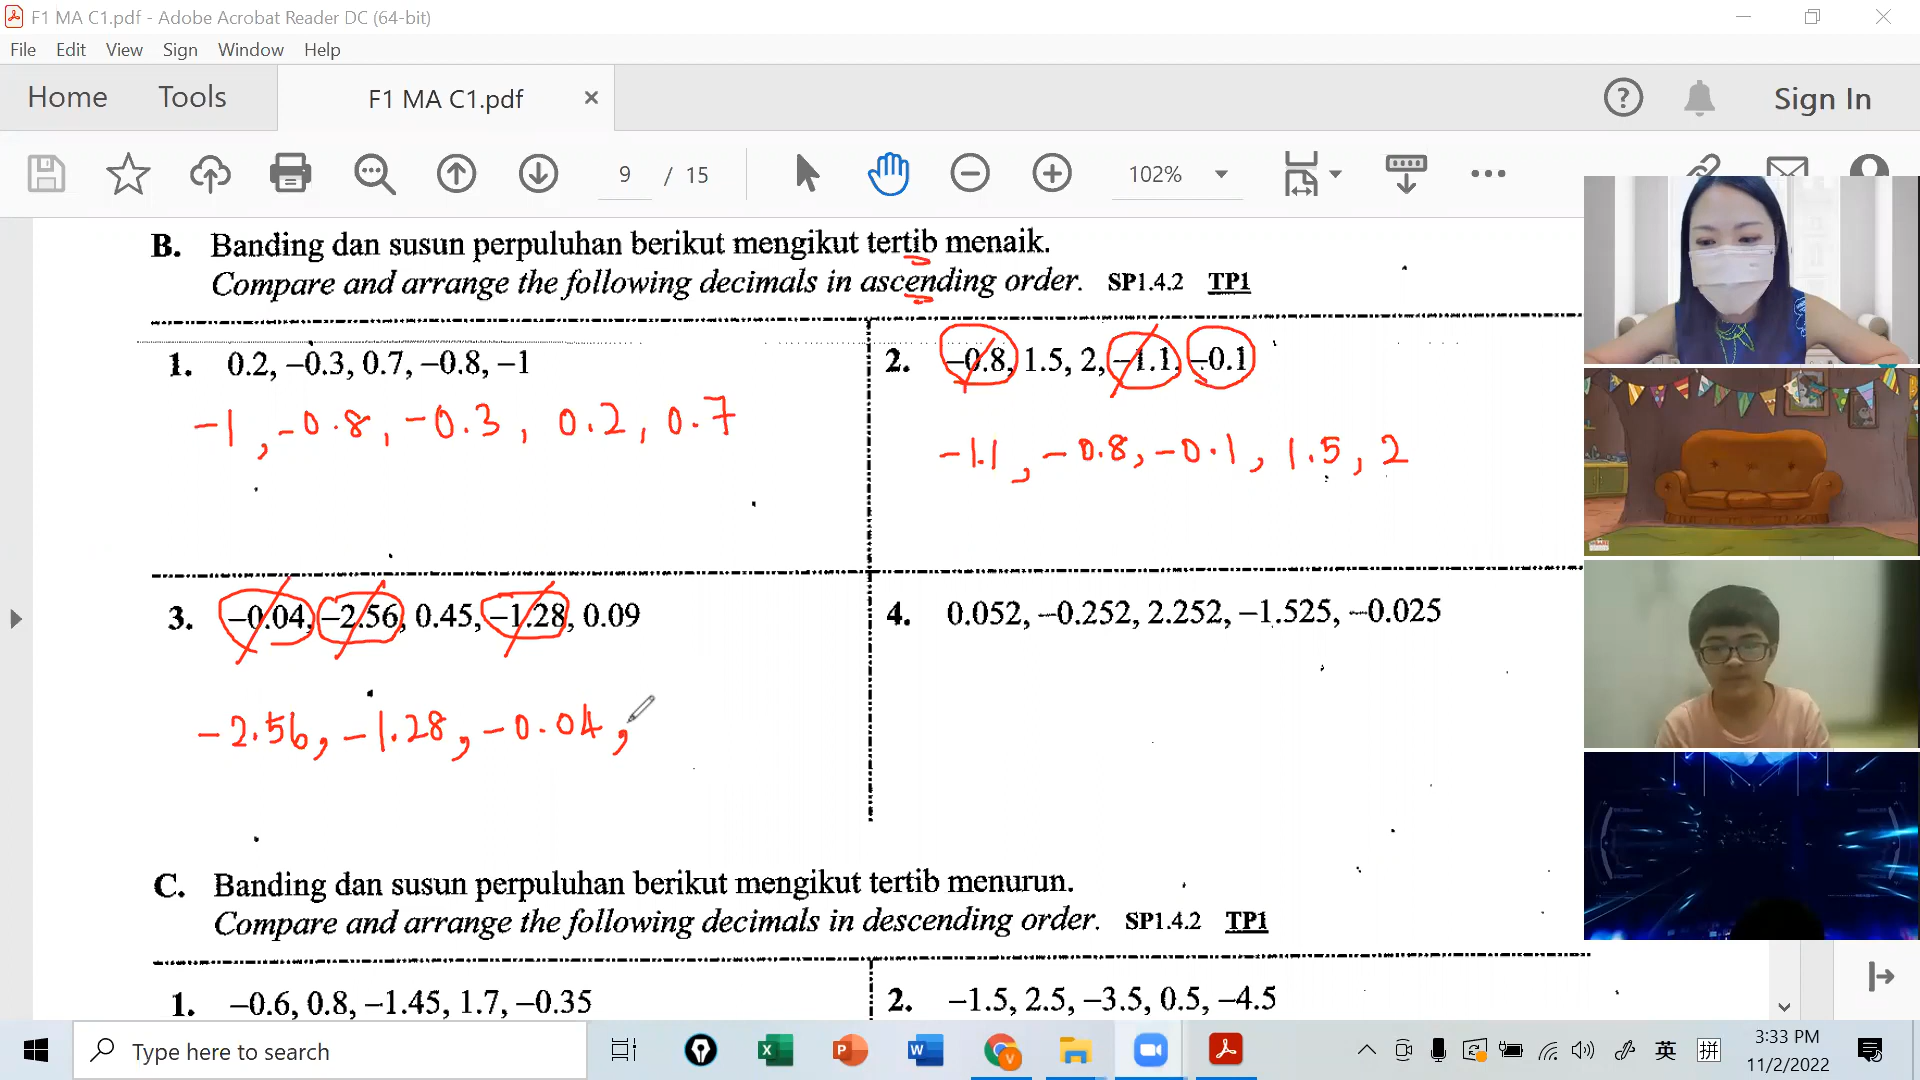 F1 MA C1.pdf - Adobe Acrobat Reader DC (64-bit)
File Edit View Sign Window Help
Home Tools F1 MA C1.pdf × Sign In
9 / 15 102%
B. Banding dan susun perpuluhan berikut mengikut tertib menaik.
Compare and arrange the following decimals in ascending order. SP1.4.2 TP1
1. 0.2, –0.3, 0.7, –0.8, –1
-1, -0.8, -0.3, 0.2, 0.7
2. –0.8, 1.5, 2, –1.1, –0.1
-1.1, -0.8, -0.1, 1.5, 2
3. –0.04, –2.56, 0.45, –1.28, 0.09
-2.56, -1.28, -0.04,
4. 0.052, –0.252, 2.252, –1.525, –0.025
C. Banding dan susun perpuluhan berikut mengikut tertib menurun.
Compare and arrange the following decimals in descending order. SP1.4.2 TP1
1. –0.6, 0.8, –1.45, 1.7, –0.35
2. –1.5, 2.5, –3.5, 0.5, –4.5
Type here to search
英 拼
3:33 PM
11/2/2022